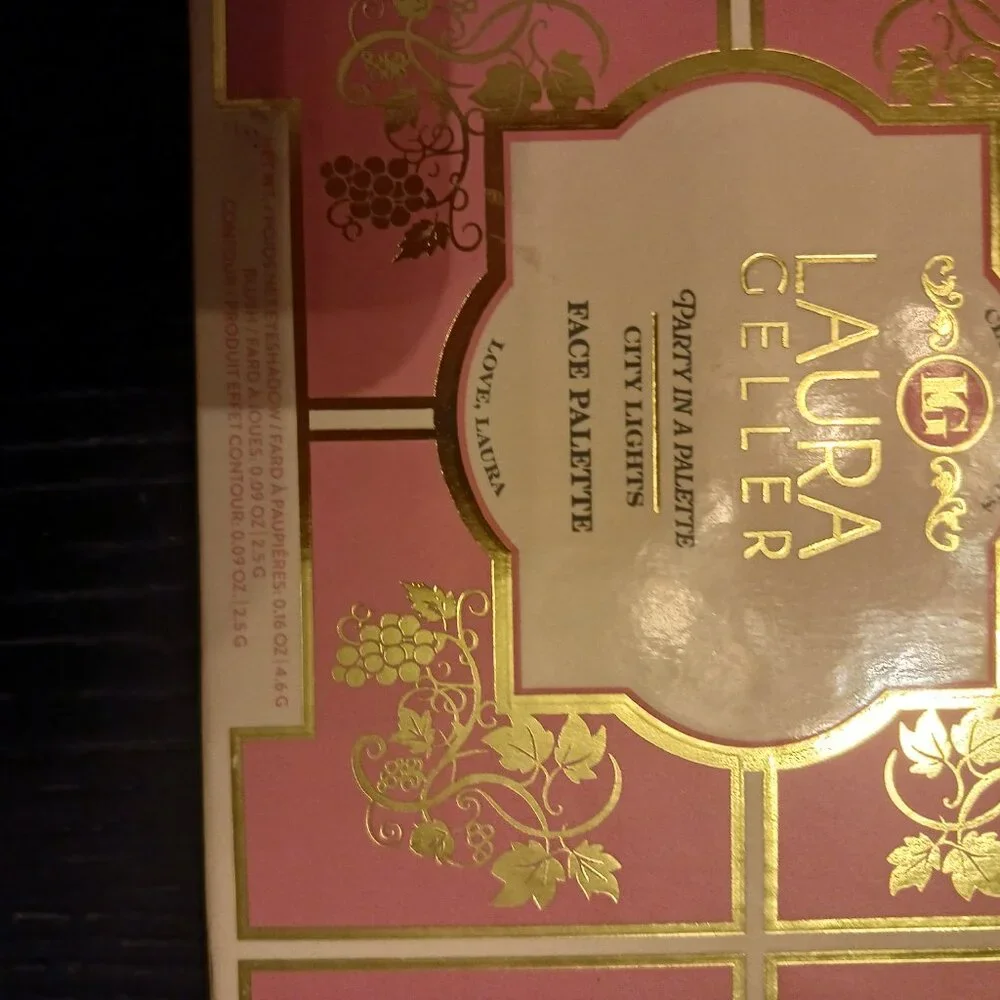 LG
LAURA
GELLER
PARTY IN A PALETTE
CITY LIGHTS
FACE PALETTE
LOVE, LAURA
EYESHADOW / FARD À PAUPIÈRES: 0.16 OZ | 4.6 G
BLUSH / FARD À JOUES: 0.09 OZ | 2.5 G
CONTOUR / PRODUIT EFFET CONTOUR: 0.09 OZ | 2.5 G